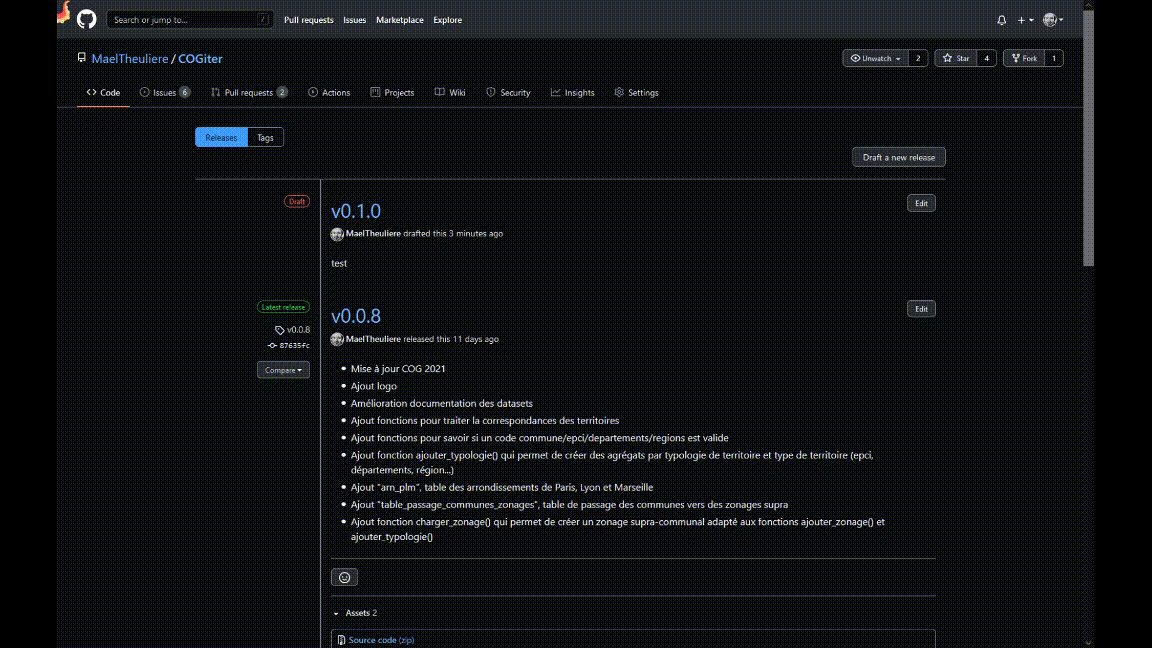 Search or jump to... /
Pull requests Issues Marketplace Explore
MaelTheuliere / COGiter
Unwatch 2 Star 4 Fork 1
Code Issues 6 Pull requests 2 Actions Projects Wiki Security Insights Settings
Releases Tags
Draft a new release
Draft
v0.1.0
Edit
MaelTheuliere drafted this 3 minutes ago
test
Latest release
v0.0.8
Edit
v0.0.8
MaelTheuliere released this 11 days ago
87635fc
Compare
Mise à jour COG 2021
Ajout logo
Amélioration documentation des datasets
Ajout fonctions pour traiter la correspondances des territoires
Ajout fonctions pour savoir si un code commune/epci/departements/regions est valide
Ajout fonction ajouter_typologie() qui permet de créer des agrégats par typologie de territoire et type de territoire (epci,
départements, région...)
Ajout "arn_plm", table des arrondissements de Paris, Lyon et Marseille
Ajout "table_passage_communes_zonages", table de passage des communes vers des zonages supra
Ajout fonction charger_zonage() qui permet de créer un zonage supra-communal adapté aux fonctions ajouter_zonage() et
ajouter_typologie()
Assets 2
Source code (zip)